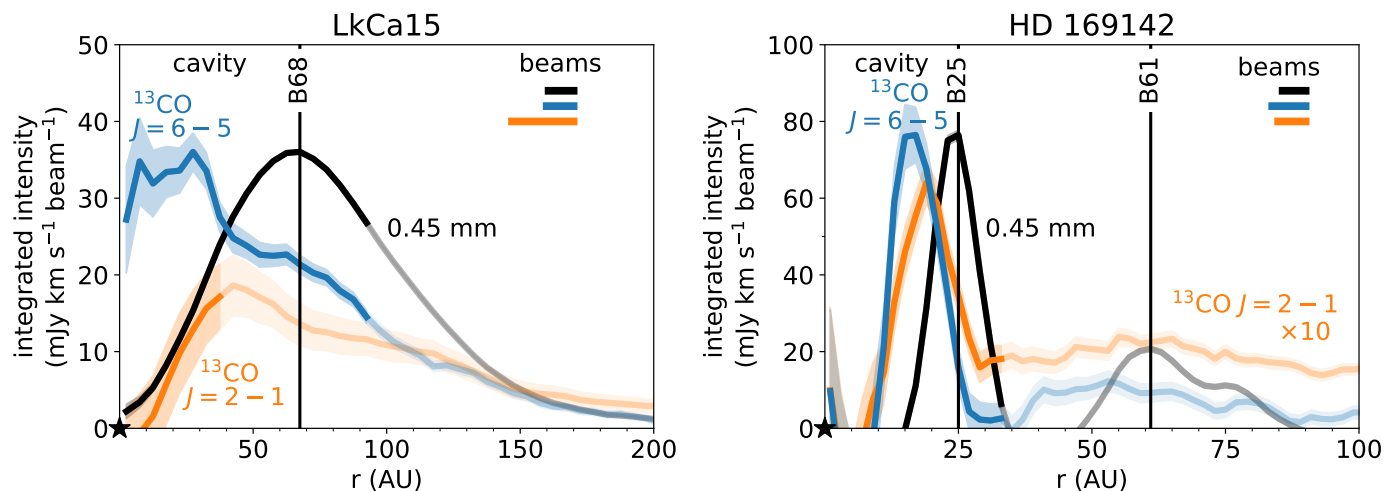 LkCa15
integrated intensity
(mJy km s⁻¹ beam⁻¹)
50
40
30
20
10
0
cavity
B68
beams
¹³CO
J = 6 − 5
0.45 mm
¹³CO
J = 2 − 1
50
100
150
200
r (AU)
HD 169142
integrated intensity
(mJy km s⁻¹ beam⁻¹)
100
80
60
40
20
0
cavity
B25
B61
beams
¹³CO
J = 6 − 5
0.45 mm
¹³CO J = 2 − 1
×10
25
50
75
100
r (AU)